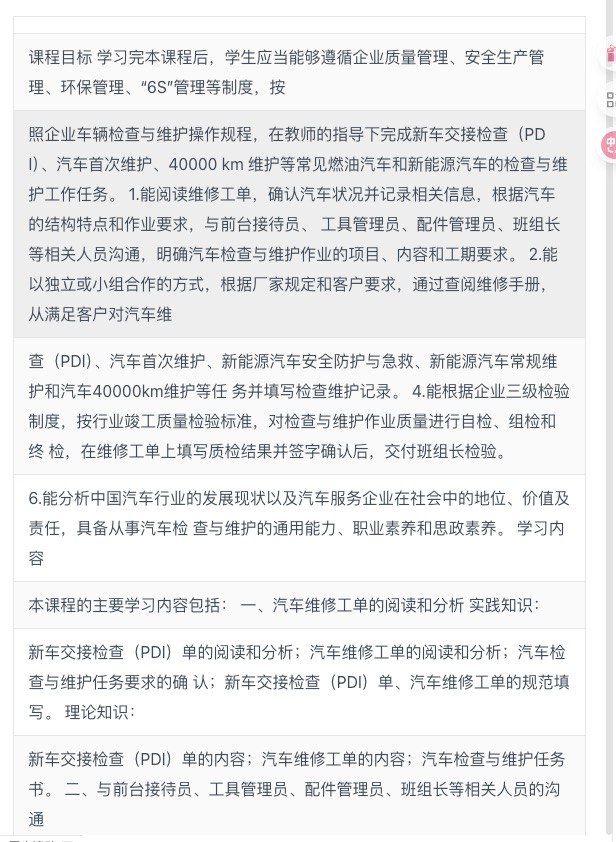 课程目标 学习完本课程后，学生应当能够遵循企业质量管理、安全生产管
理、环保管理、“6S”管理等制度，按
照企业车辆检查与维护操作规程，在教师的指导下完成新车交接检查（PD
I）、汽车首次维护、40000 km 维护等常见燃油汽车和新能源汽车的检查与维
护工作任务。 1.能阅读维修工单，确认汽车状况并记录相关信息，根据汽车
的结构特点和作业要求，与前台接待员、 工具管理员、配件管理员、班组长
等相关人员沟通，明确汽车检查与维护作业的项目、内容和工期要求。 2.能
以独立或小组合作的方式，根据厂家规定和客户要求，通过查阅维修手册，
从满足客户对汽车维
查（PDI）、汽车首次维护、新能源汽车安全防护与急救、新能源汽车常规维
护和汽车40000km维护等任 务并填写检查维护记录。 4.能根据企业三级检验
制度，按行业竣工质量检验标准，对检查与维护作业质量进行自检、组检和
终 检，在维修工单上填写质检结果并签字确认后，交付班组长检验。
6.能分析中国汽车行业的发展现状以及汽车服务企业在社会中的地位、价值及
责任，具备从事汽车检 查与维护的通用能力、职业素养和思政素养。 学习内
容
本课程的主要学习内容包括： 一、汽车维修工单的阅读和分析 实践知识：
新车交接检查（PDI）单的阅读和分析；汽车维修工单的阅读和分析；汽车检
查与维护任务要求的确 认；新车交接检查（PDI）单、汽车维修工单的规范填
写。 理论知识：
新车交接检查（PDI）单的内容；汽车维修工单的内容；汽车检查与维护任务
书。 二、与前台接待员、工具管理员、配件管理员、班组长等相关人员的沟
通